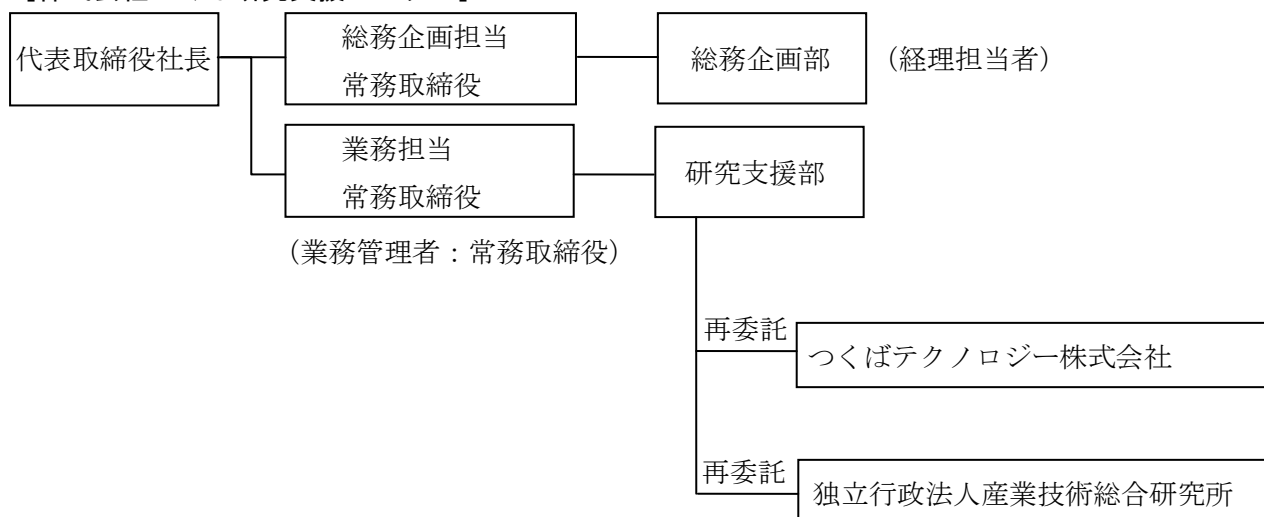 代表取締役社長
総務企画担当
常務取締役
総務企画部
（経理担当者）
業務担当
常務取締役
研究支援部
（業務管理者：常務取締役）
再委託
つくばテクノロジー株式会社
再委託
独立行政法人産業技術総合研究所